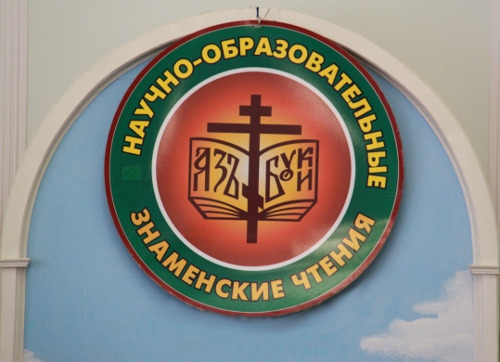 НАУЧНО-ОБРАЗОВАТЕЛЬНЫЕ
АЗЪ БУКИ
ЗНАМЕНСКИЕ ЧТЕНИЯ